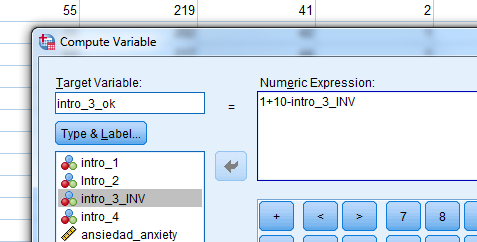 55 219 41 2
Compute Variable
Target Variable:
Numeric Expression:
intro_3_ok
=
1+10-intro_3_INV
Type & Label...
intro_1
Intro_2
intro_3_INV
intro_4
ansiedad_anxiety
+ < > 7 8